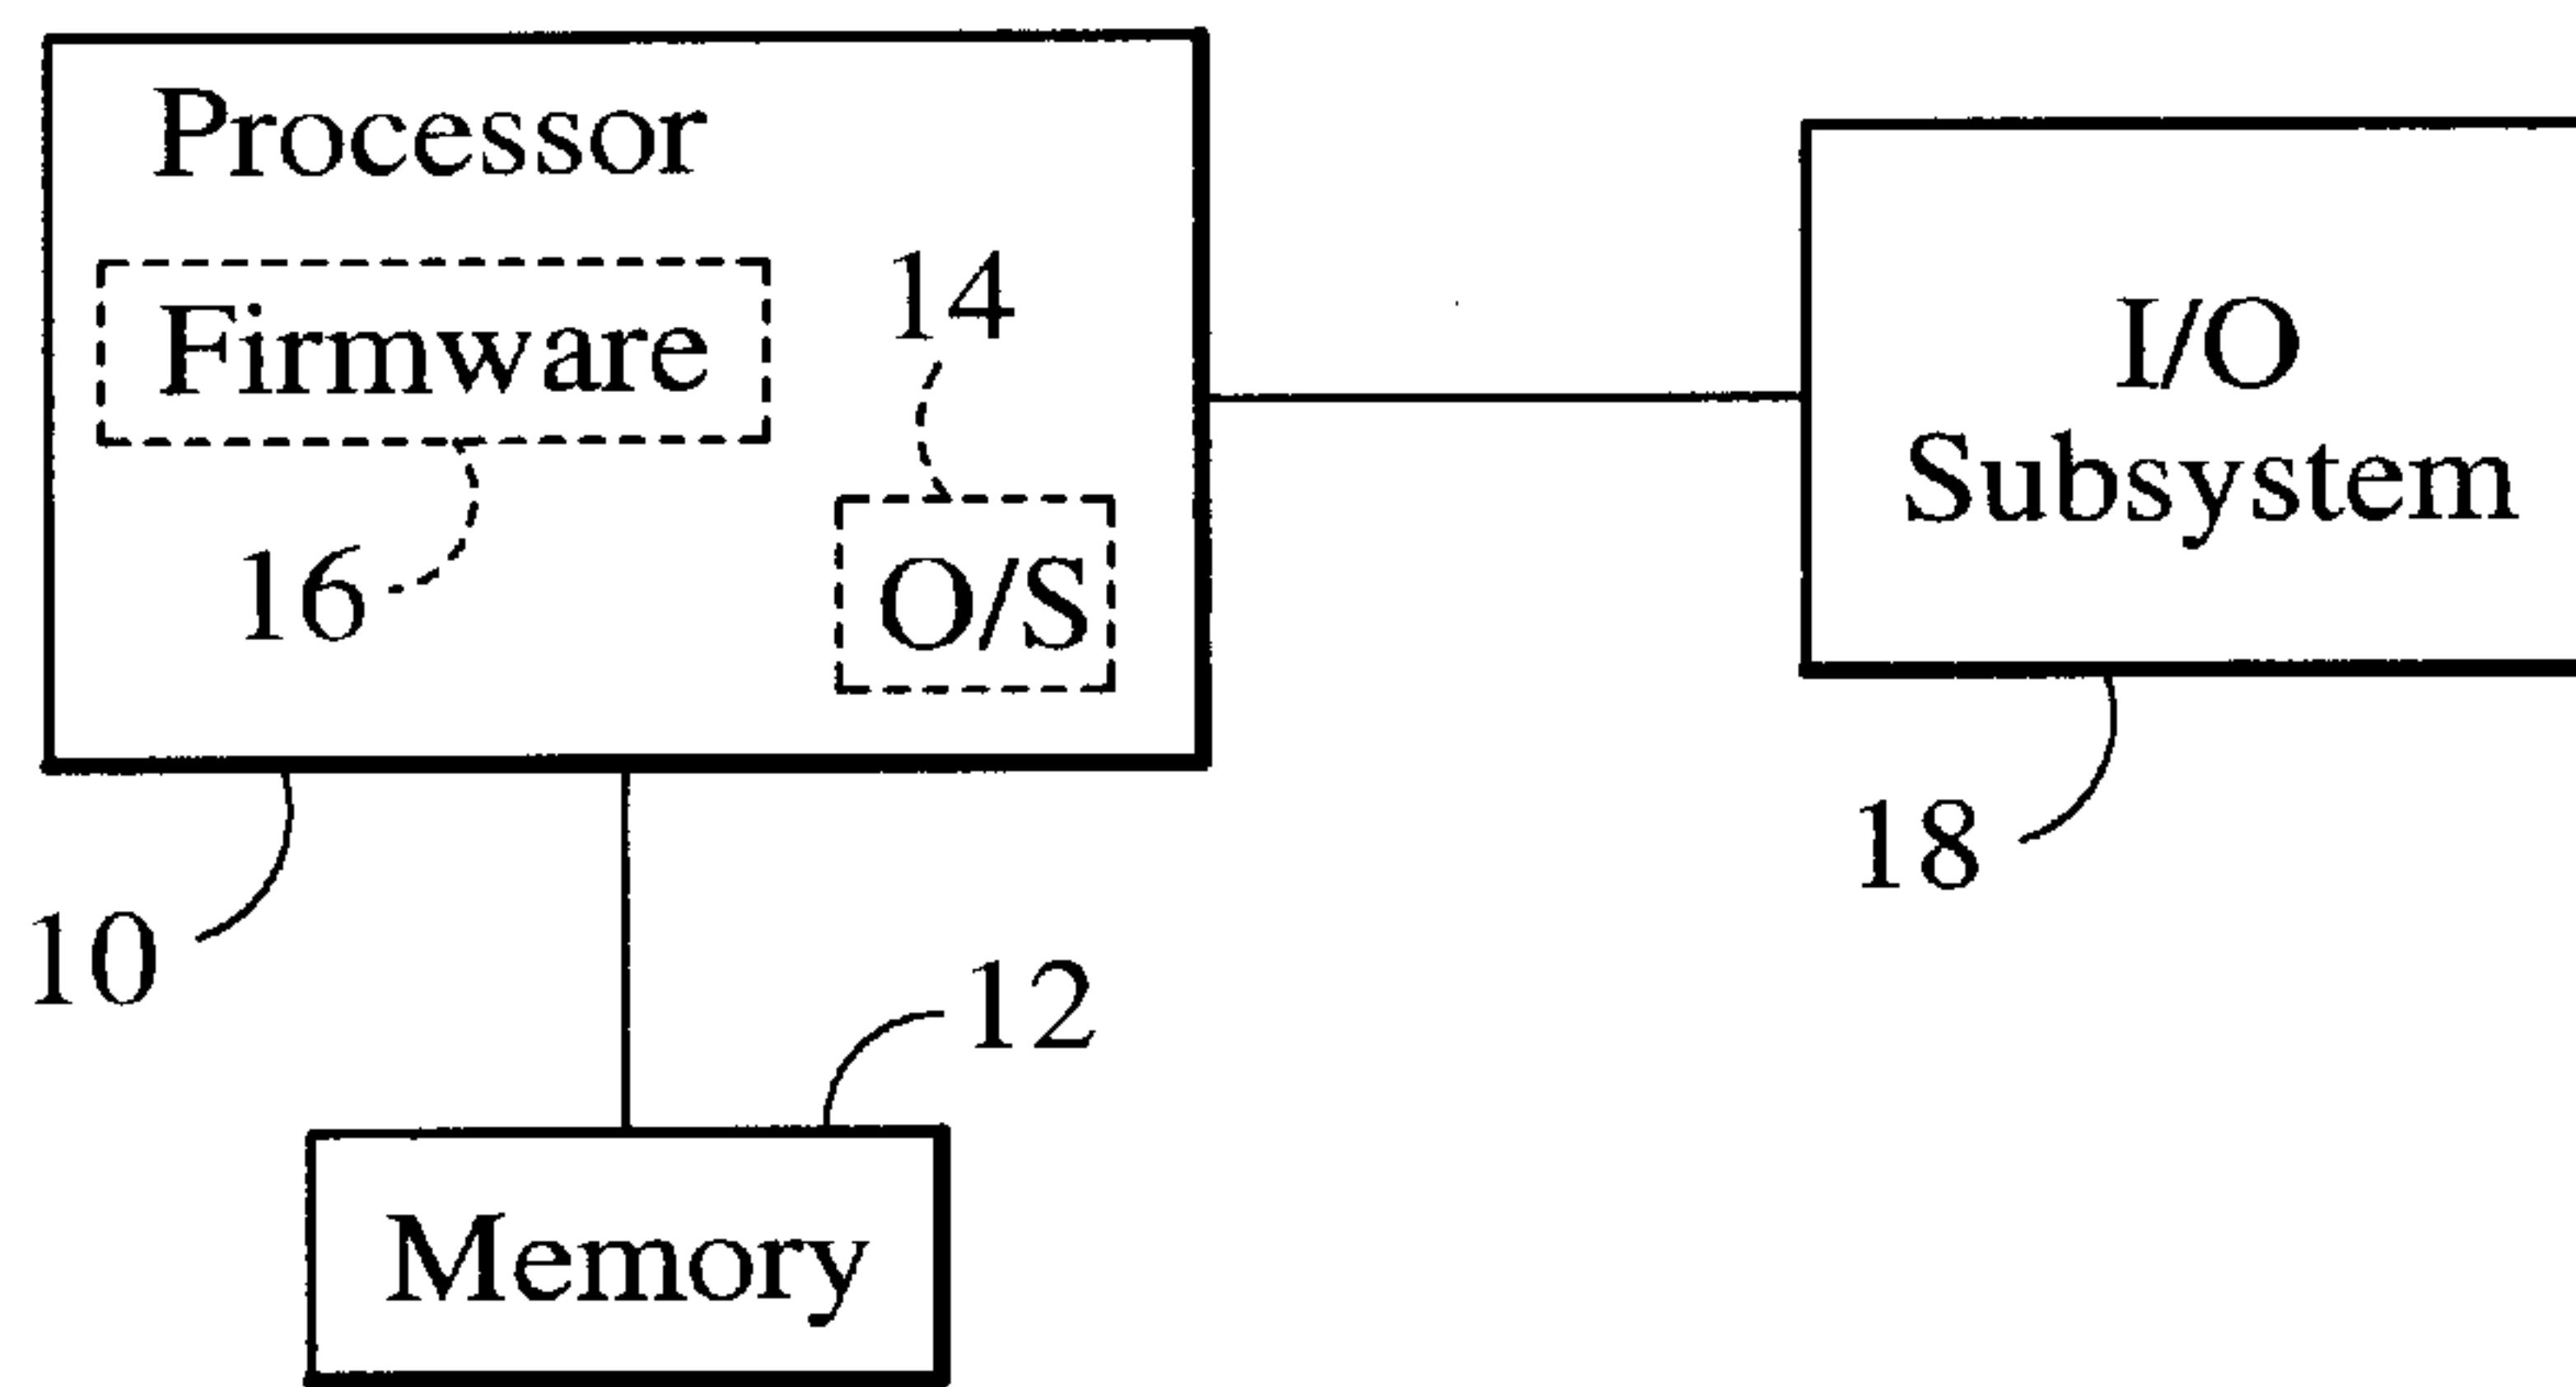 Processor
Firmware
14
16
O/S
I/O
Subsystem
18
10
12
Memory